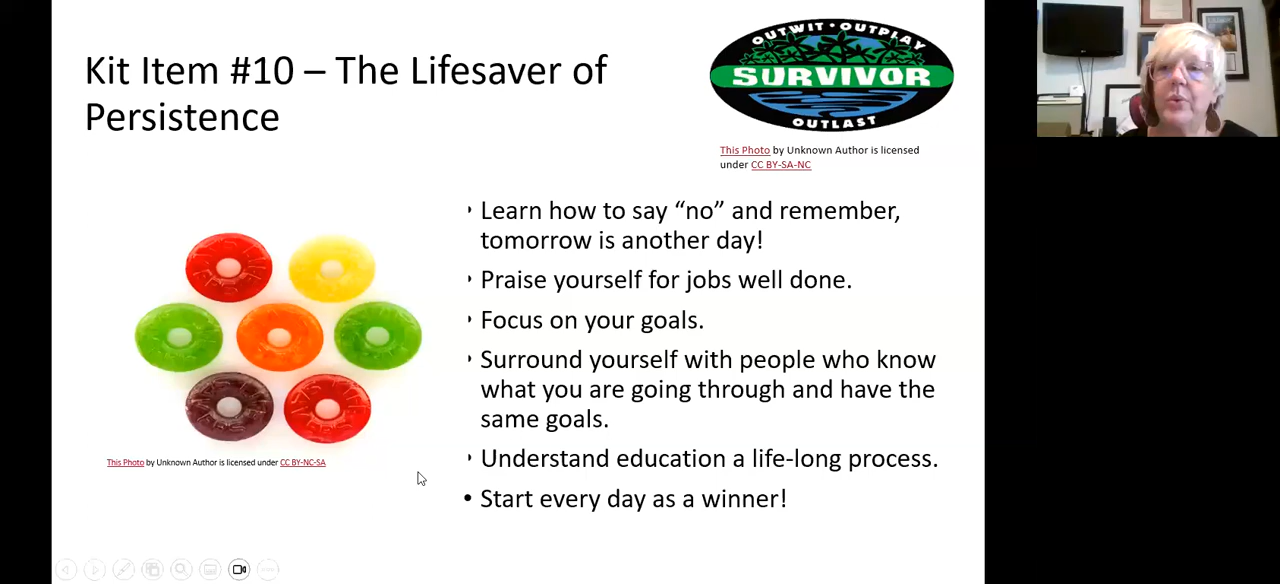 Kit Item #10 – The Lifesaver of
Persistence
OUTWIT • OUTPLAY
SURVIVOR
OUTLAST
This Photo by Unknown Author is licensed
under CC BY-SA-NC
Learn how to say “no” and remember,
tomorrow is another day!
Praise yourself for jobs well done.
Focus on your goals.
Surround yourself with people who know
what you are going through and have the
same goals.
Understand education a life-long process.
• Start every day as a winner!
This Photo by Unknown Author is licensed under CC BY-NC-SA